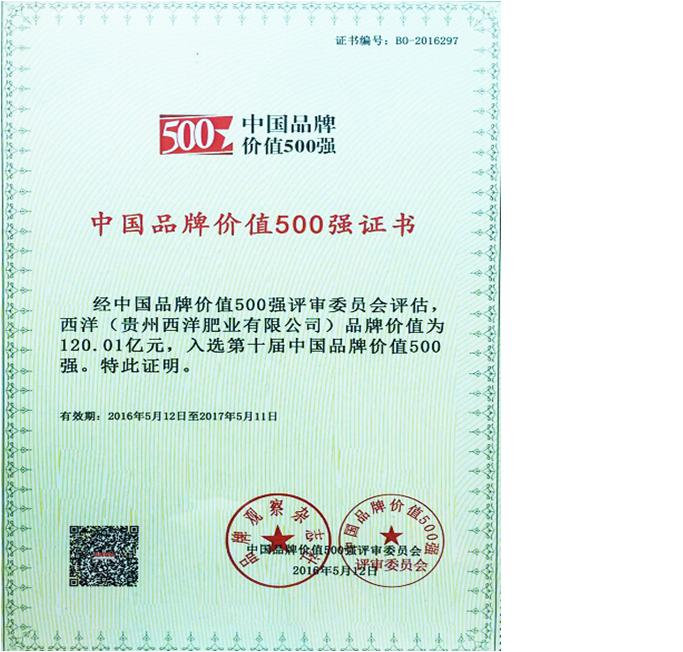 证书编号：BO-2016297
500
中国品牌
价值500强
中国品牌价值500强证书
经中国品牌价值500强评审委员会评估，
西洋（贵州西洋肥业有限公司）品牌价值为
120.01亿元，入选第十届中国品牌价值500
强。特此证明。
有效期：2016年5月12日至2017年5月11日
品牌观察杂志社
中国品牌价值500强
评审委员会
中国品牌价值500强评审委员会
2016年5月12日